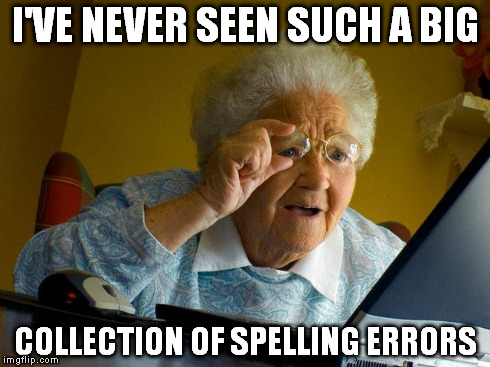 I'VE NEVER SEEN SUCH A BIG
COLLECTION OF SPELLING ERRORS
imgflip.com